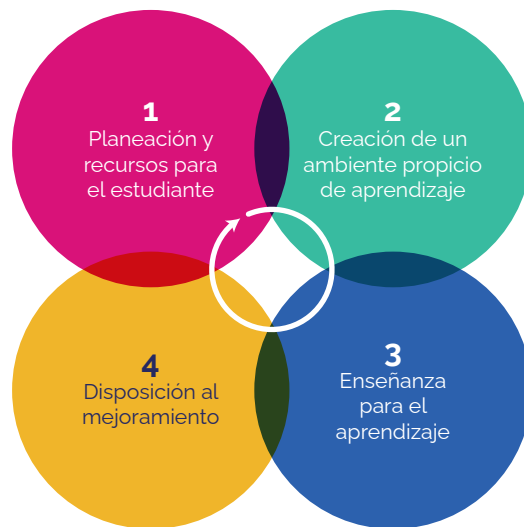 1
Planeación y
recursos para
el estudiante
2
Creación de un
ambiente propicio
de aprendizaje
3
Enseñanza
para el
aprendizaje
4
Disposición al
mejoramiento